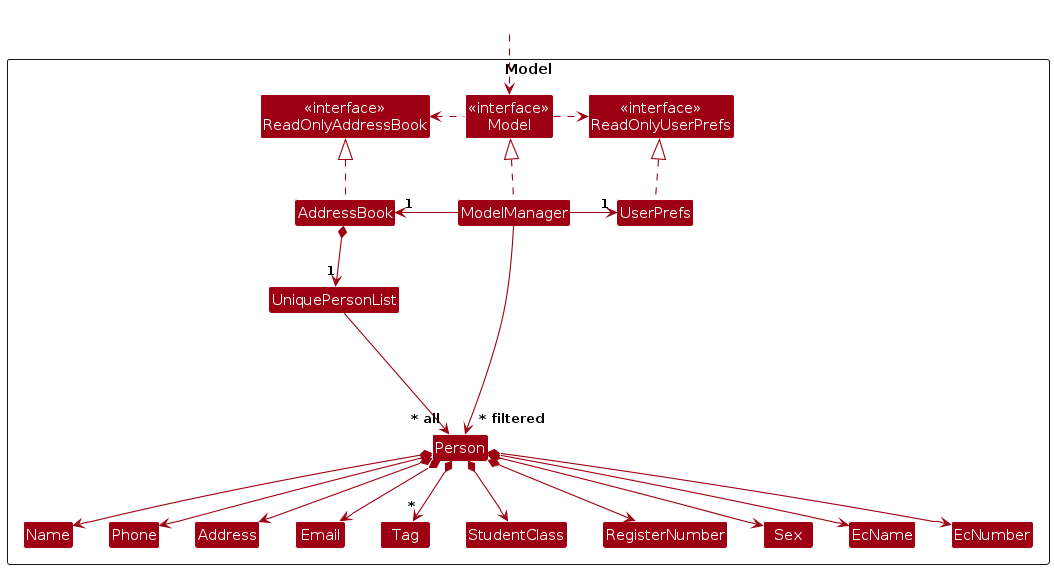 Model
«interface»
ReadOnlyAddressBook
«interface»
Model
«interface»
ReadOnlyUserPrefs
AddressBook
1
ModelManager
1
UserPrefs
1
UniquePersonList
* all
* filtered
Person
*
Name
Phone
Address
Email
Tag
StudentClass
RegisterNumber
Sex
EcName
EcNumber